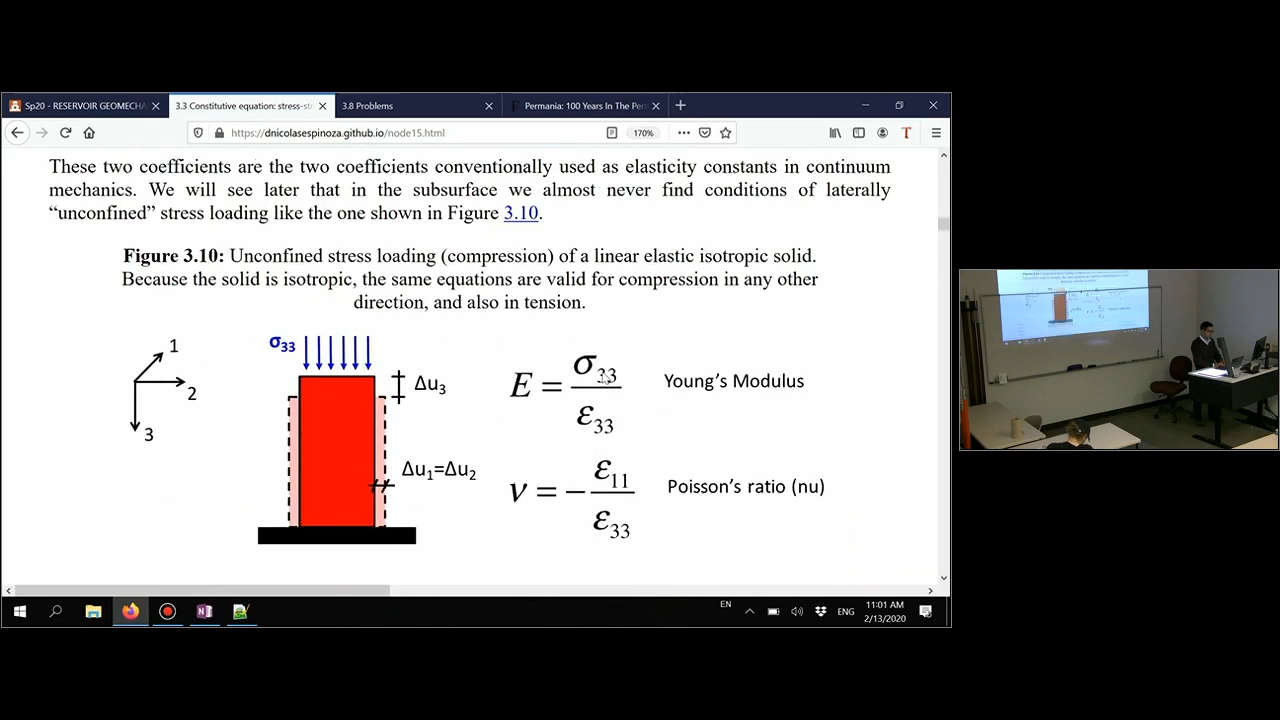 Sp20 - RESERVOIR GEOMECHA
3.3 Constitutive equation: stress-str
3.8 Problems
Permania: 100 Years In The Perm
https://dnicolasespinoza.github.io/node15.html
170%
These two coefficients are the two coefficients conventionally used as elasticity constants in continuum
mechanics. We will see later that in the subsurface we almost never find conditions of laterally
“unconfined” stress loading like the one shown in Figure 3.10.
Figure 3.10: Unconfined stress loading (compression) of a linear elastic isotropic solid.
Because the solid is isotropic, the same equations are valid for compression in any other
direction, and also in tension.
1
2
3
σ₃₃
Δu₃
Δu₁=Δu₂
E = σ₃₃ / ε₃₃
Young’s Modulus
ν = − ε₁₁ / ε₃₃
Poisson’s ratio (nu)
EN
ENG
11:01 AM
2/13/2020